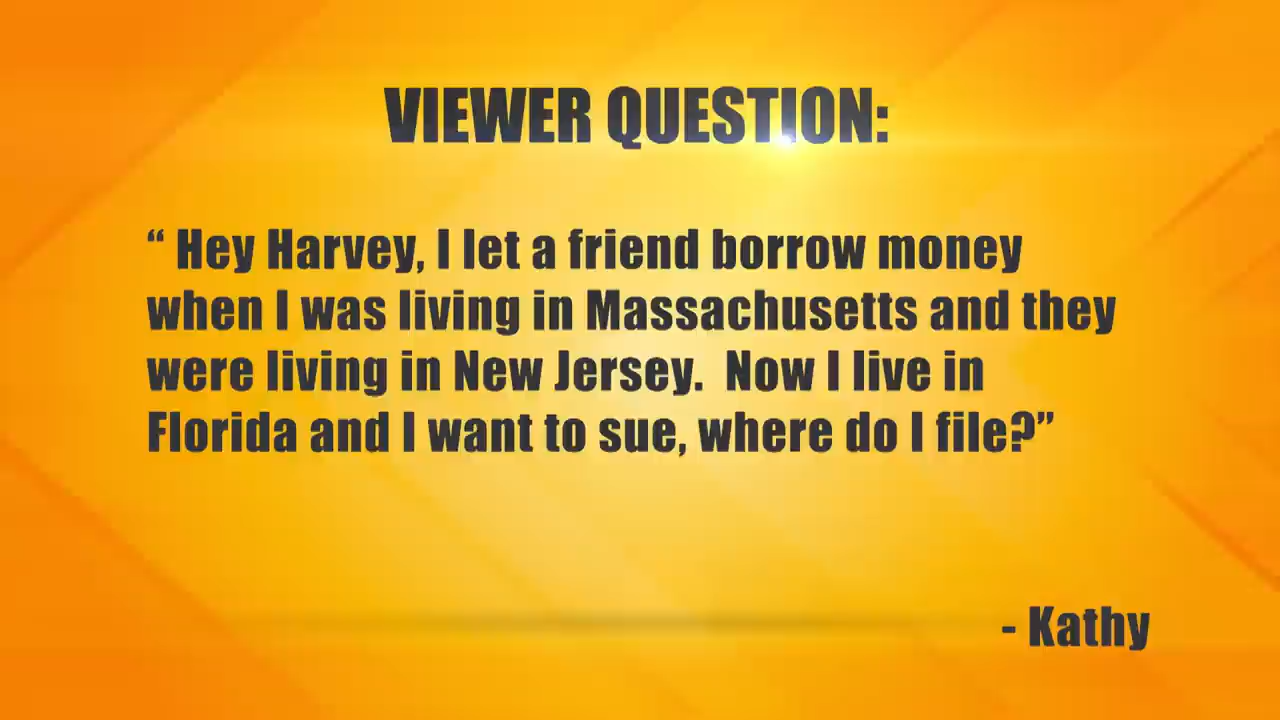 VIEWER QUESTION:
“ Hey Harvey, I let a friend borrow money
when I was living in Massachusetts and they
were living in New Jersey.  Now I live in
Florida and I want to sue, where do I file?”
- Kathy